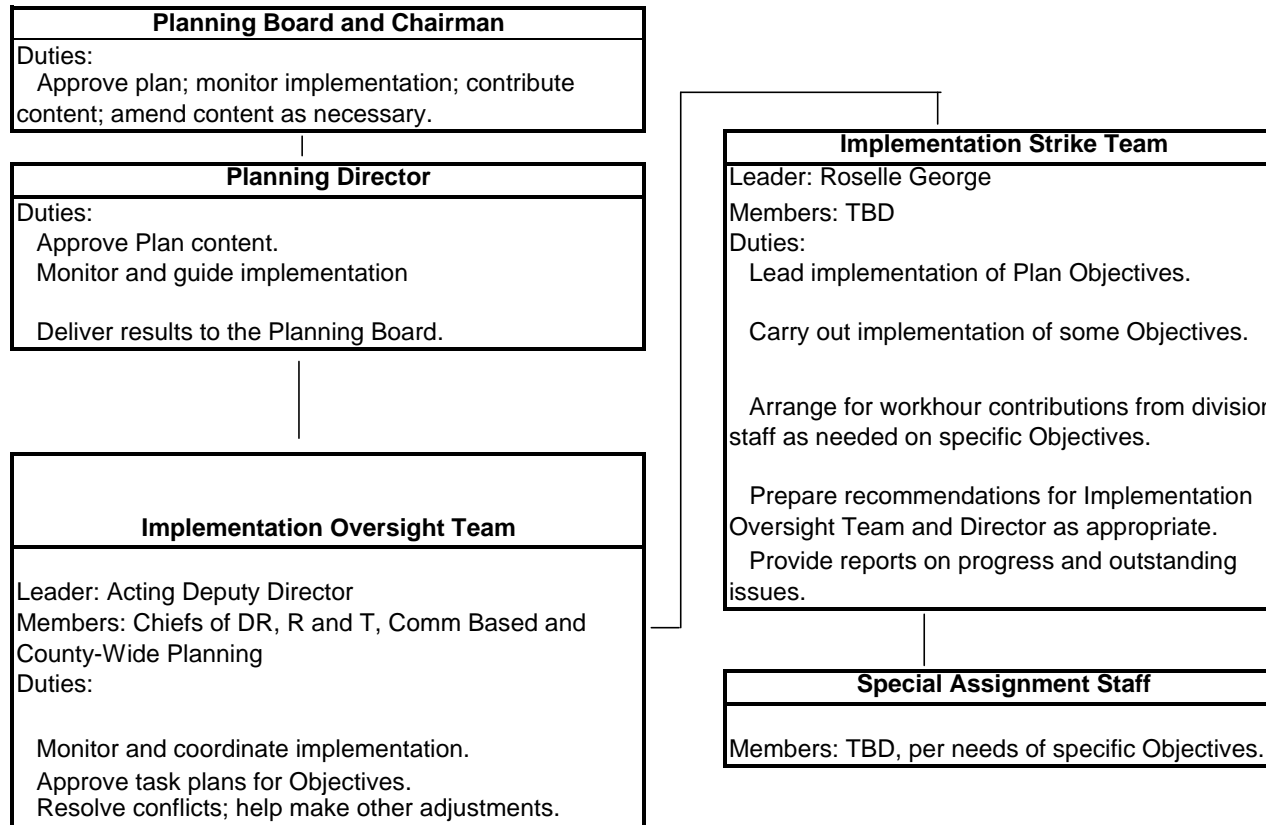 Planning Board and Chairman
Duties:
Approve plan; monitor implementation; contribute
content; amend content as necessary.
Planning Director
Duties:
Approve Plan content.
Monitor and guide implementation
Deliver results to the Planning Board.
Implementation Oversight Team
Leader: Acting Deputy Director
Members: Chiefs of DR, R and T, Comm Based and
County-Wide Planning
Duties:
Monitor and coordinate implementation.
Approve task plans for Objectives.
Resolve conflicts; help make other adjustments.
Implementation Strike Team
Leader: Roselle George
Members: TBD
Duties:
Lead implementation of Plan Objectives.
Carry out implementation of some Objectives.
Arrange for workhour contributions from division
staff as needed on specific Objectives.
Prepare recommendations for Implementation
Oversight Team and Director as appropriate.
Provide reports on progress and outstanding
issues.
Special Assignment Staff
Members: TBD, per needs of specific Objectives.